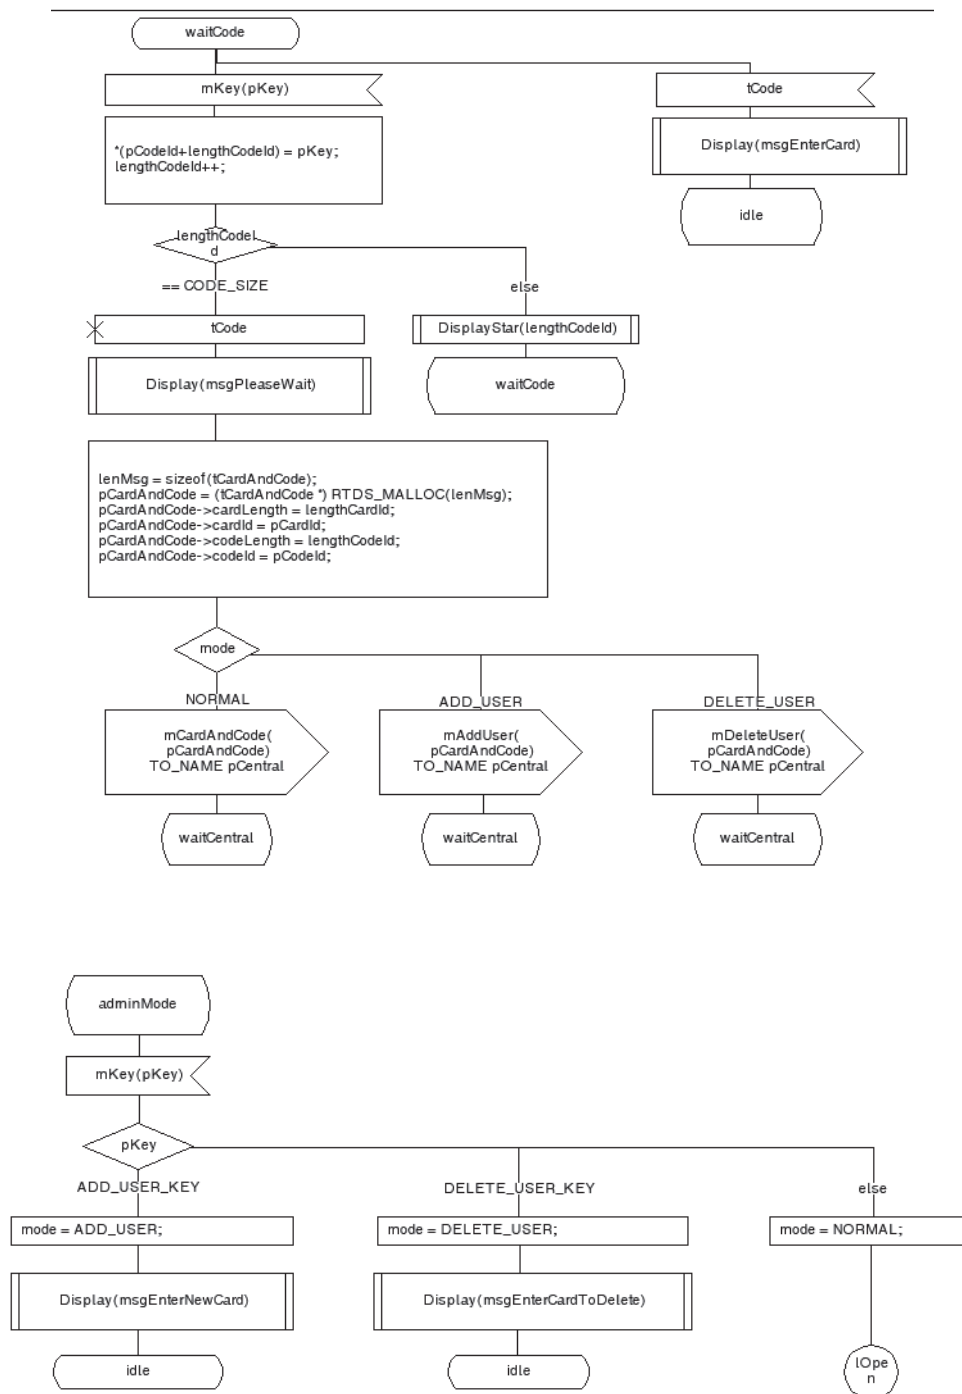 waitCode
mKey(pKey)
tCode
*(pCodeId+lengthCodeId) = pKey;
lengthCodeId++;
Display(msgEnterCard)
idle
lengthCodeI
d
== CODE_SIZE
else
tCode
DisplayStar(lengthCodeId)
Display(msgPleaseWait)
waitCode
lenMsg = sizeof(tCardAndCode);
pCardAndCode = (tCardAndCode *) RTDS_MALLOC(lenMsg);
pCardAndCode->cardLength = lengthCardId;
pCardAndCode->cardId = pCardId;
pCardAndCode->codeLength = lengthCodeId;
pCardAndCode->codeId = pCodeId;
mode
NORMAL
ADD_USER
DELETE_USER
mCardAndCode(
pCardAndCode)
TO_NAME pCentral
mAddUser(
pCardAndCode)
TO_NAME pCentral
mDeleteUser(
pCardAndCode)
TO_NAME pCentral
waitCentral
waitCentral
waitCentral
adminMode
mKey(pKey)
pKey
ADD_USER_KEY
DELETE_USER_KEY
else
mode = ADD_USER;
mode = DELETE_USER;
mode = NORMAL;
Display(msgEnterNewCard)
Display(msgEnterCardToDelete)
idle
idle
lOpe
n